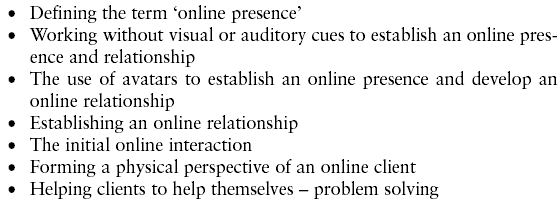 • Defining the term ‘online presence’
• Working without visual or auditory cues to establish an online pres-
ence and relationship
• The use of avatars to establish an online presence and develop an
online relationship
• Establishing an online relationship
• The initial online interaction
• Forming a physical perspective of an online client
• Helping clients to help themselves – problem solving